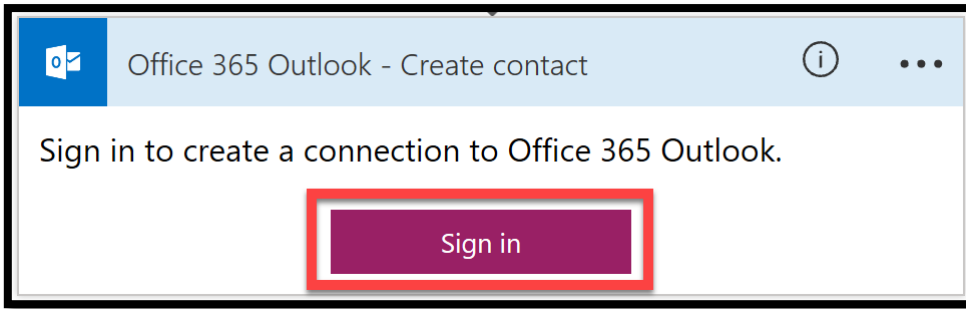 Office 365 Outlook - Create contact
Sign in to create a connection to Office 365 Outlook.
Sign in